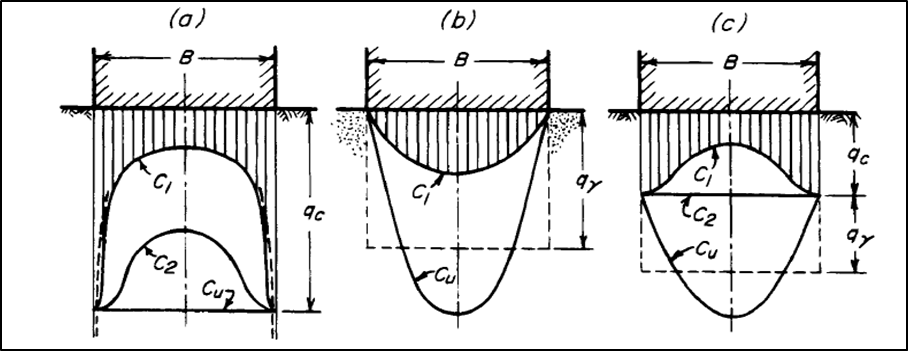 (a) (b) (c)
B B B
C1 C1 C1
qc qγ qc
C2 C2
Cu Cu Cu
qγ